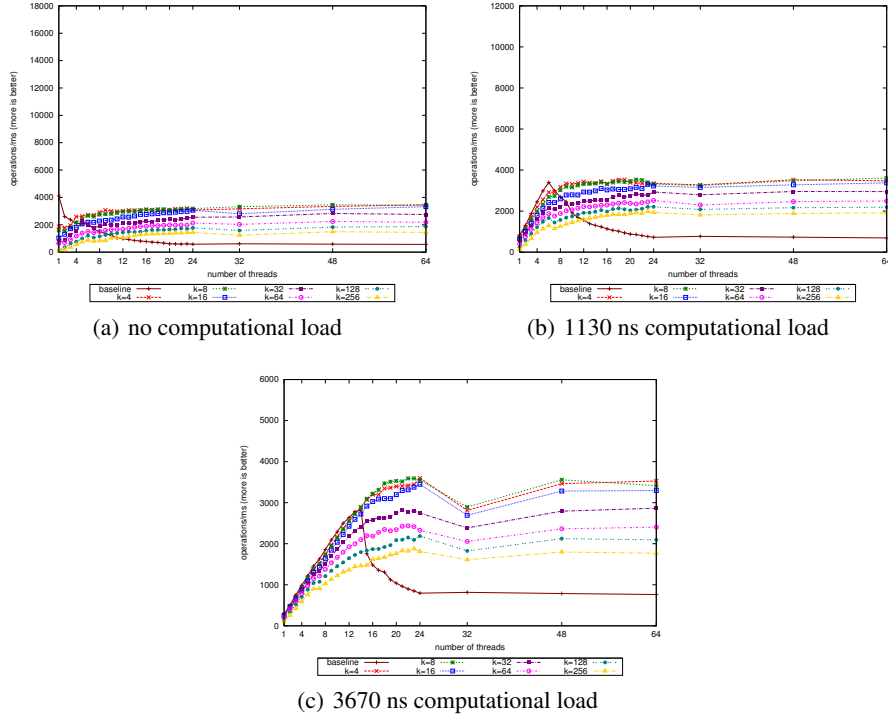 18000
16000
14000
12000
10000
8000
6000
4000
2000
0
operations/ms (more is better)
1 4 8 12 16 20 24 32 48 64
number of threads
baseline k=8 k=32 k=128
k=4 k=16 k=64 k=256
(a) no computational load
12000
10000
8000
6000
4000
2000
0
operations/ms (more is better)
1 4 8 12 16 20 24 32 48 64
number of threads
baseline k=8 k=32 k=128
k=4 k=16 k=64 k=256
(b) 1130 ns computational load
6000
5000
4000
3000
2000
1000
0
operations/ms (more is better)
1 4 8 12 16 20 24 32 48 64
number of threads
baseline k=8 k=32 k=128
k=4 k=16 k=64 k=256
(c) 3670 ns computational load